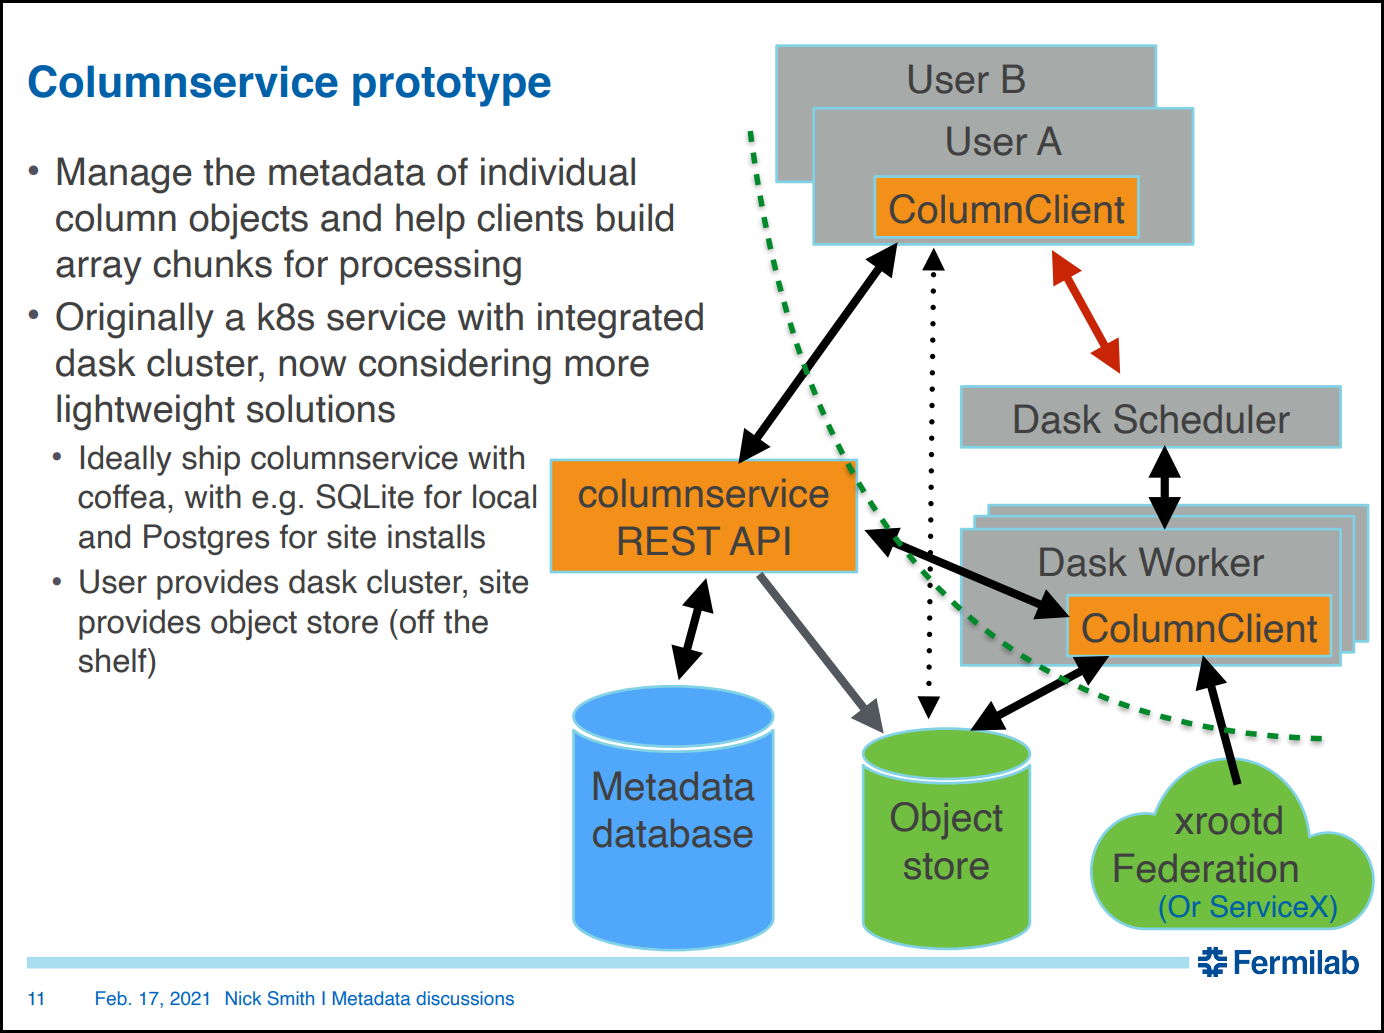 Columnservice prototype
• Manage the metadata of individual
column objects and help clients build
array chunks for processing
• Originally a k8s service with integrated
dask cluster, now considering more
lightweight solutions
• Ideally ship columnservice with
coffea, with e.g. SQLite for local
and Postgres for site installs
• User provides dask cluster, site
provides object store (off the
shelf)
User B
User A
ColumnClient
Dask Scheduler
columnservice
REST API
Dask Worker
ColumnClient
Metadata
database
Object
store
xrootd
Federation
(Or ServiceX)
Fermilab
11 Feb. 17, 2021 Nick Smith I Metadata discussions